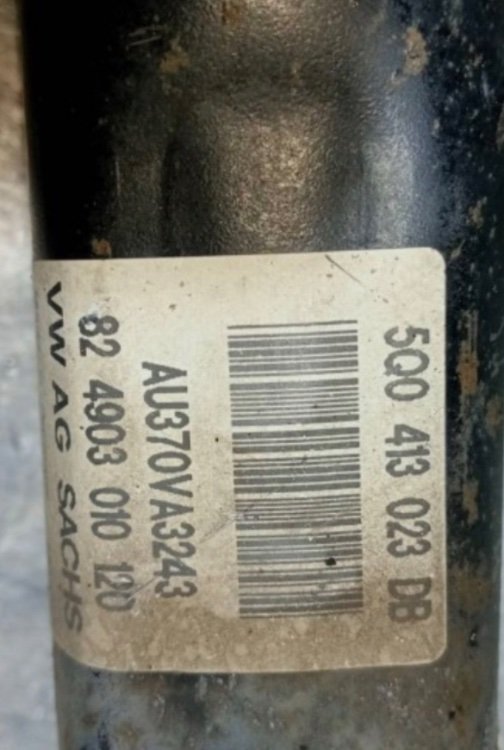 5Q0 413 023 DB
AU370VA3243
82 4903 010 120
VW AG SACHS